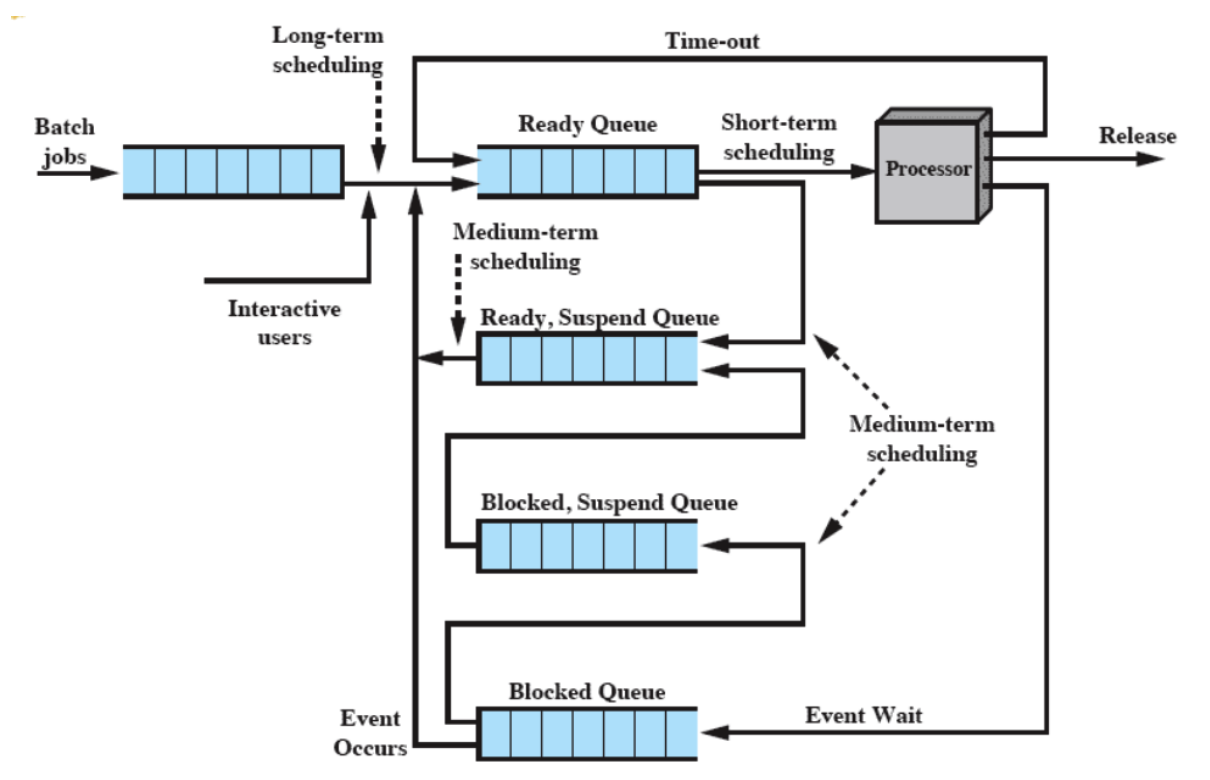 Long-term
scheduling
Time-out
Batch
jobs
Ready Queue
Short-term
scheduling
Processor
Release
Medium-term
scheduling
Interactive
users
Ready, Suspend Queue
Medium-term
scheduling
Blocked, Suspend Queue
Blocked Queue
Event
Occurs
Event Wait